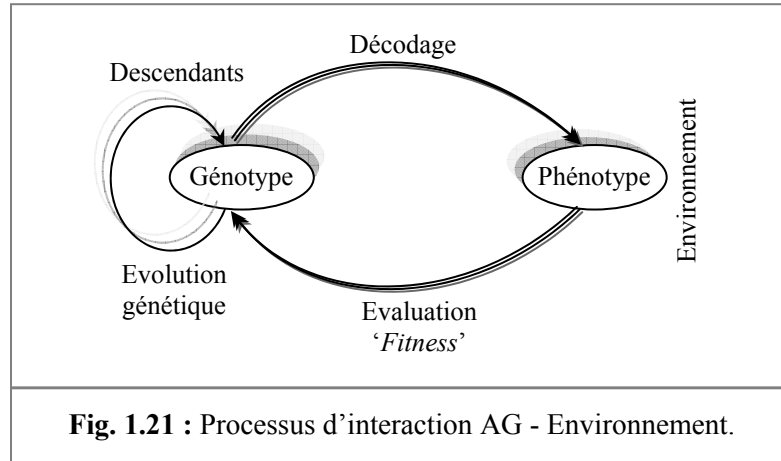 Décodage
Descendants
Génotype
Phénotype
Environnement
Evolution
génétique
Evaluation
‘Fitness’
Fig. 1.21 : Processus d’interaction AG - Environnement.